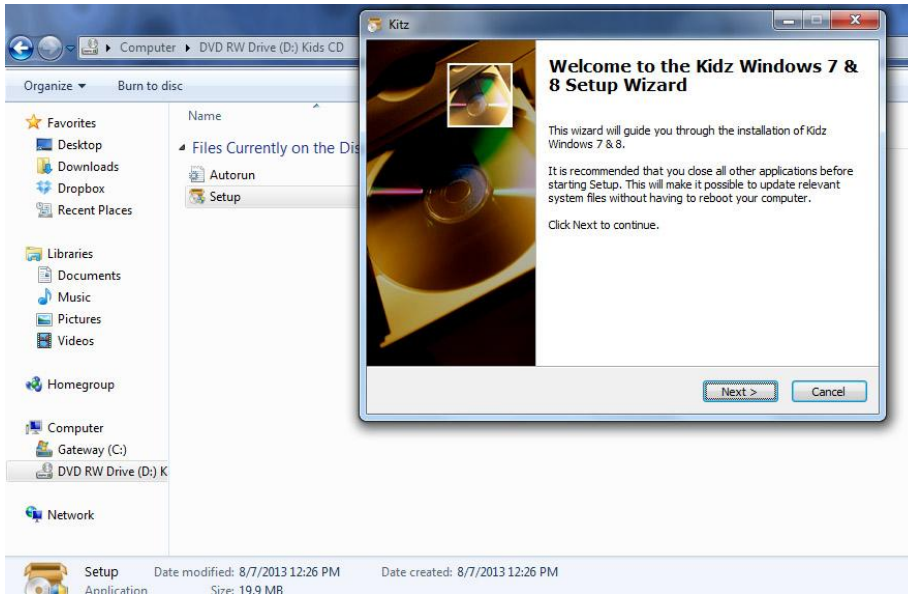 Computer ▸ DVD RW Drive (D:) Kids CD
Organize ▾ Burn to disc
Favorites
Desktop
Downloads
Dropbox
Recent Places
Libraries
Documents
Music
Pictures
Videos
Homegroup
Computer
Gateway (C:)
DVD RW Drive (D:) K
Network
Name
Files Currently on the Dis
Autorun
Setup
Kitz
Welcome to the Kidz Windows 7 &
8 Setup Wizard
This wizard will guide you through the installation of Kidz
Windows 7 & 8.
It is recommended that you close all other applications before
starting Setup. This will make it possible to update relevant
system files without having to reboot your computer.
Click Next to continue.
Next >
Cancel
Setup Date modified: 8/7/2013 12:26 PM Date created: 8/7/2013 12:26 PM
Application Size: 19.9 MB